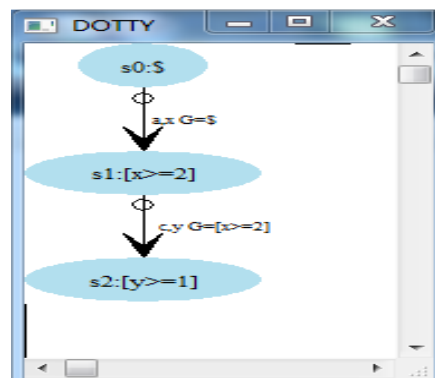 DOTTY
s0:$
a,x G=$
s1:[x>=2]
c,y G=[x>=2]
s2:[y>=1]